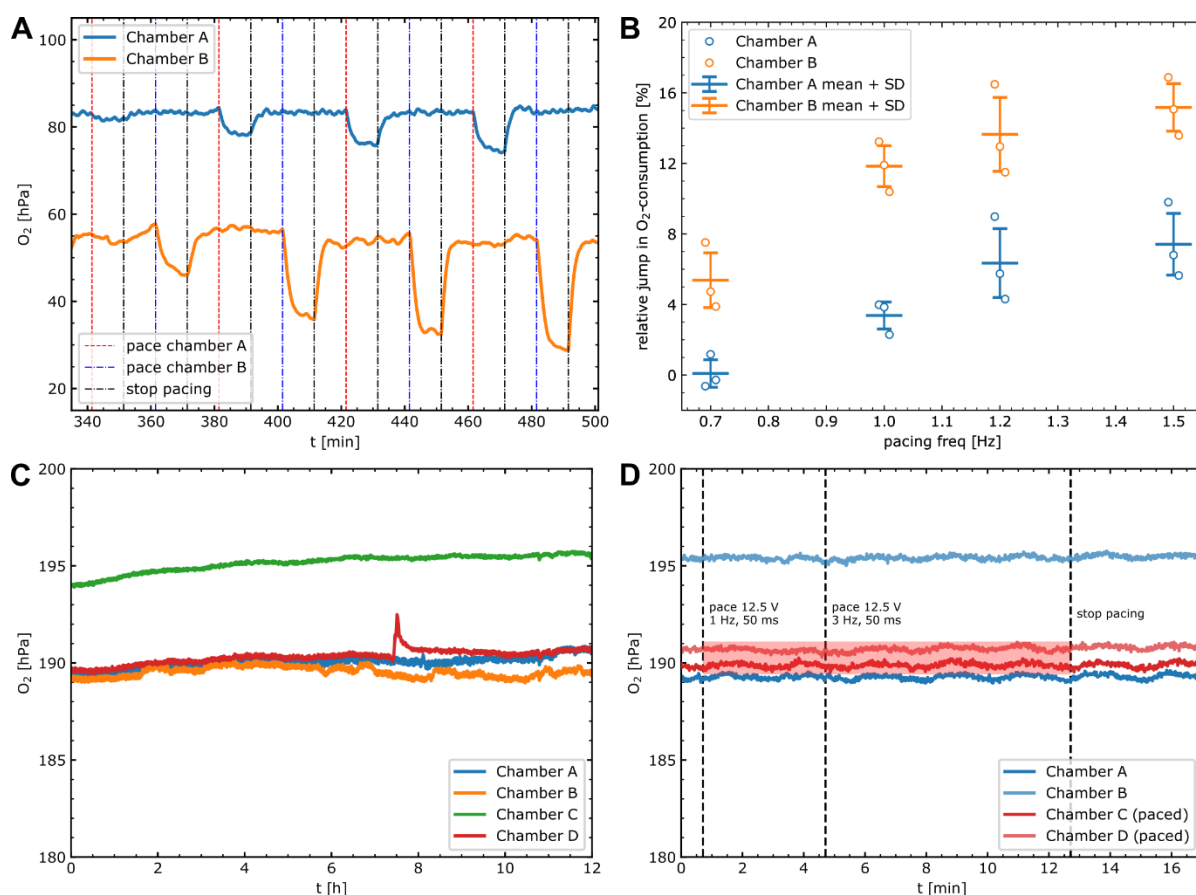 A
Chamber A
Chamber B
100
80
60
40
20
O₂ [hPa]
pace chamber A
pace chamber B
stop pacing
340 360 380 400 420 440 460 480 500
t [min]
B
Chamber A
Chamber B
Chamber A mean + SD
Chamber B mean + SD
20
16
12
8
4
0
relative jump in O₂-consumption [%]
0.7 0.8 0.9 1.0 1.1 1.2 1.3 1.4 1.5
pacing freq [Hz]
C
200
195
190
185
180
O₂ [hPa]
Chamber A
Chamber B
Chamber C
Chamber D
0 2 4 6 8 10 12
t [h]
D
200
195
190
185
180
O₂ [hPa]
pace 12.5 V
1 Hz, 50 ms
pace 12.5 V
3 Hz, 50 ms
stop pacing
Chamber A
Chamber B
Chamber C (paced)
Chamber D (paced)
0 2 4 6 8 10 12 14 16
t [min]